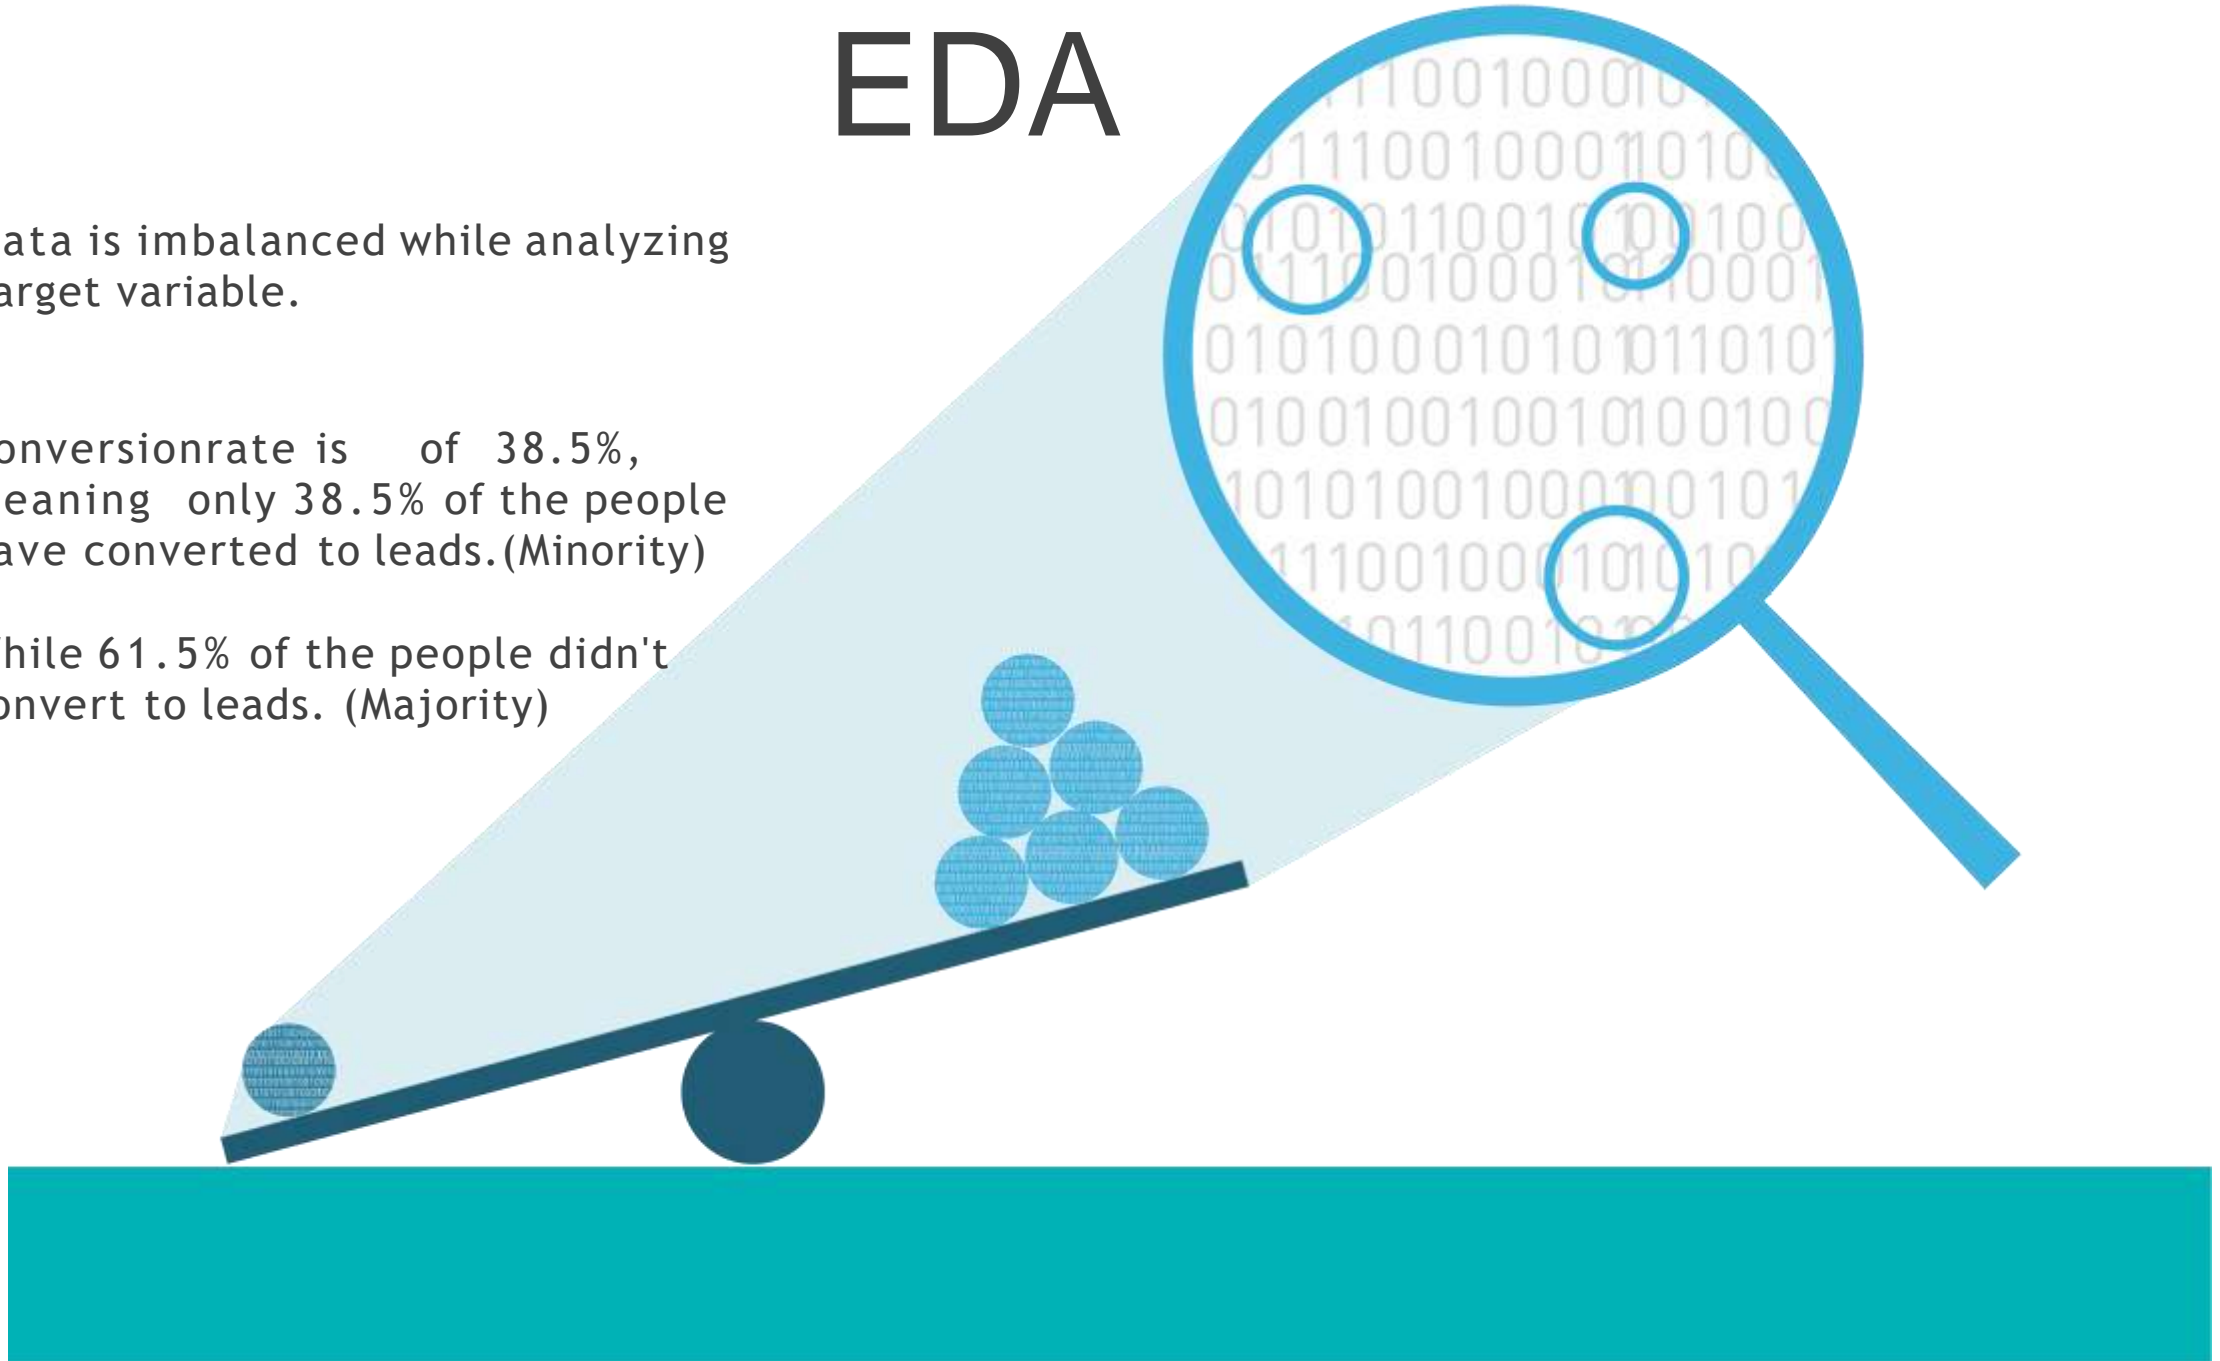 EDA
ata is imbalanced while analyzing
arget variable.
onversionrate is of 38.5%,
eaning only 38.5% of the people
ave converted to leads.(Minority)
hile 61.5% of the people didn't
onvert to leads. (Majority)